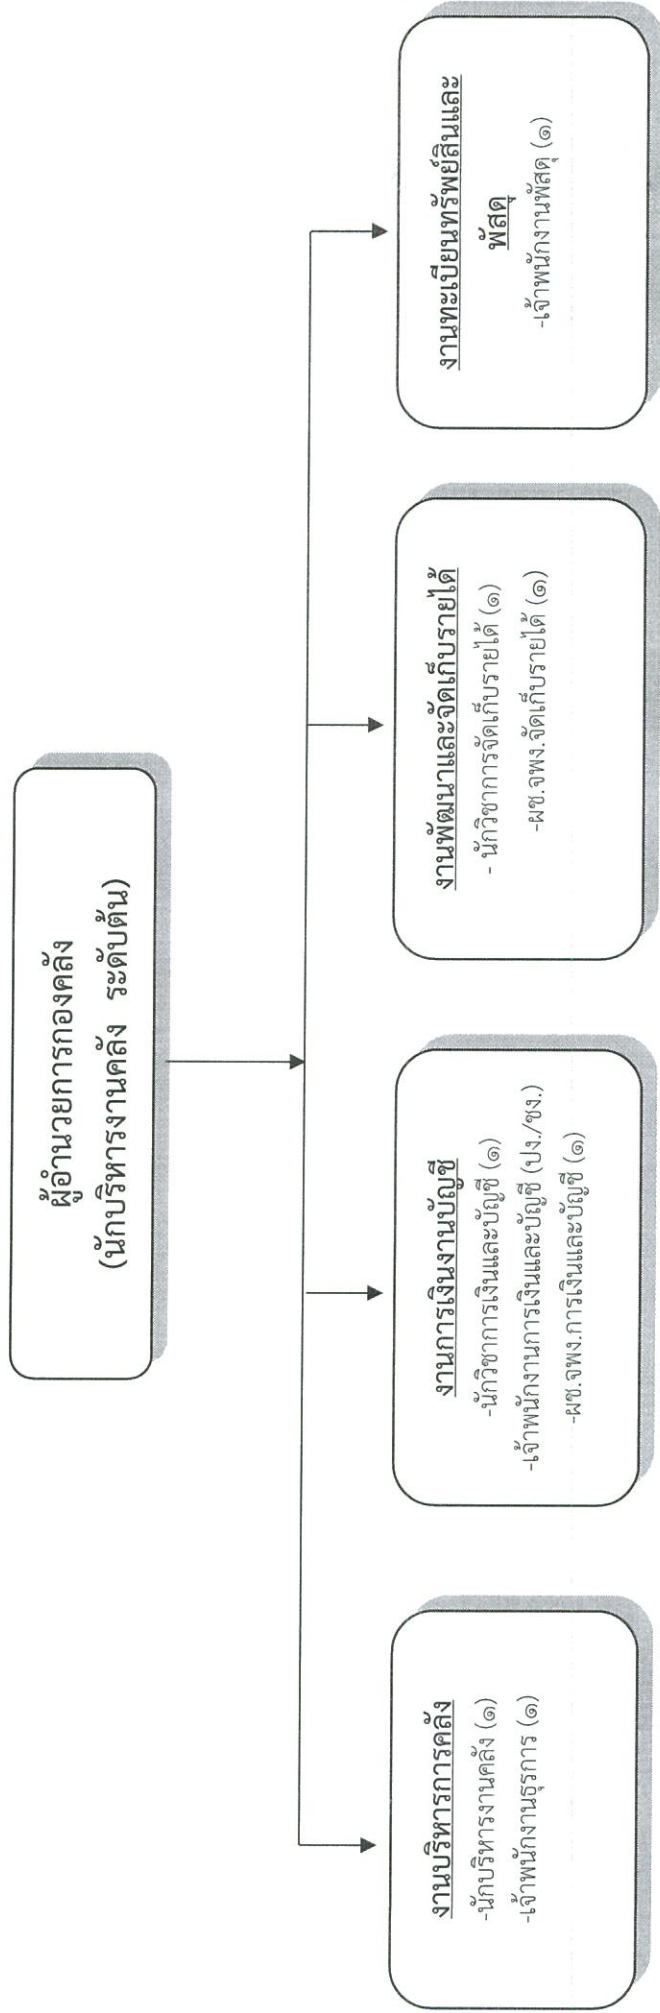 ผู้อำนวยการกองคลัง
(นักบริหารงานคลัง ระดับต้น)
งานบริหารการคลัง
-นักบริหารงานคลัง (๑)
-เจ้าพนักงานธุรการ (๑)
งานการเงินงานบัญชี
-นักวิชาการเงินและบัญชี (๑)
-เจ้าพนักงานการเงินและบัญชี (ปง./ชง.)
-ผช.จพง.การเงินและบัญชี (๑)
งานพัฒนาและจัดเก็บรายได้
- นักวิชาการจัดเก็บรายได้ (๑)
-ผช.จพง.จัดเก็บรายได้ (๑)
งานทะเบียนทรัพย์สินและ
พัสดุ
-เจ้าพนักงานพัสดุ (๑)